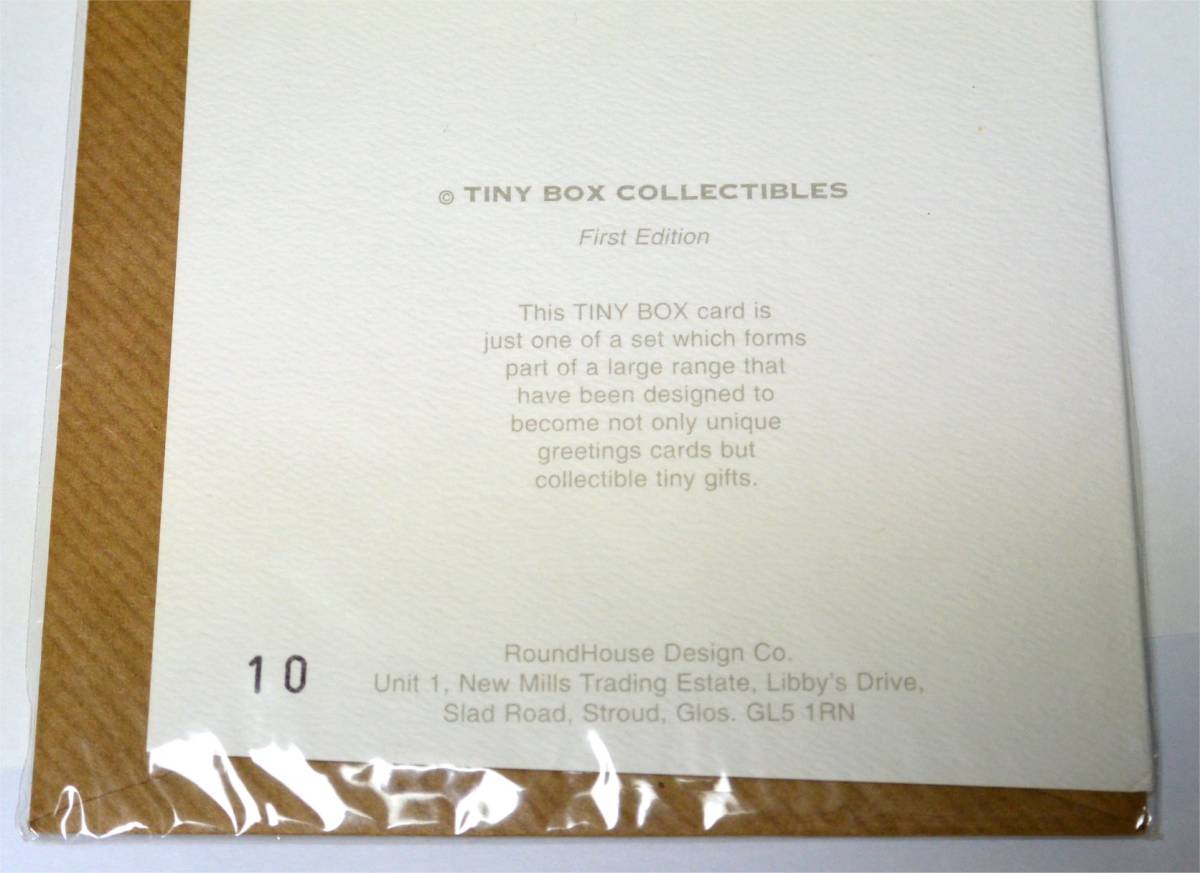 © TINY BOX COLLECTIBLES
First Edition
This TINY BOX card is
just one of a set which forms
part of a large range that
have been designed to
become not only unique
greetings cards but
collectible tiny gifts.
10
RoundHouse Design Co.
Unit 1, New Mills Trading Estate, Libby's Drive,
Slad Road, Stroud, Glos. GL5 1RN